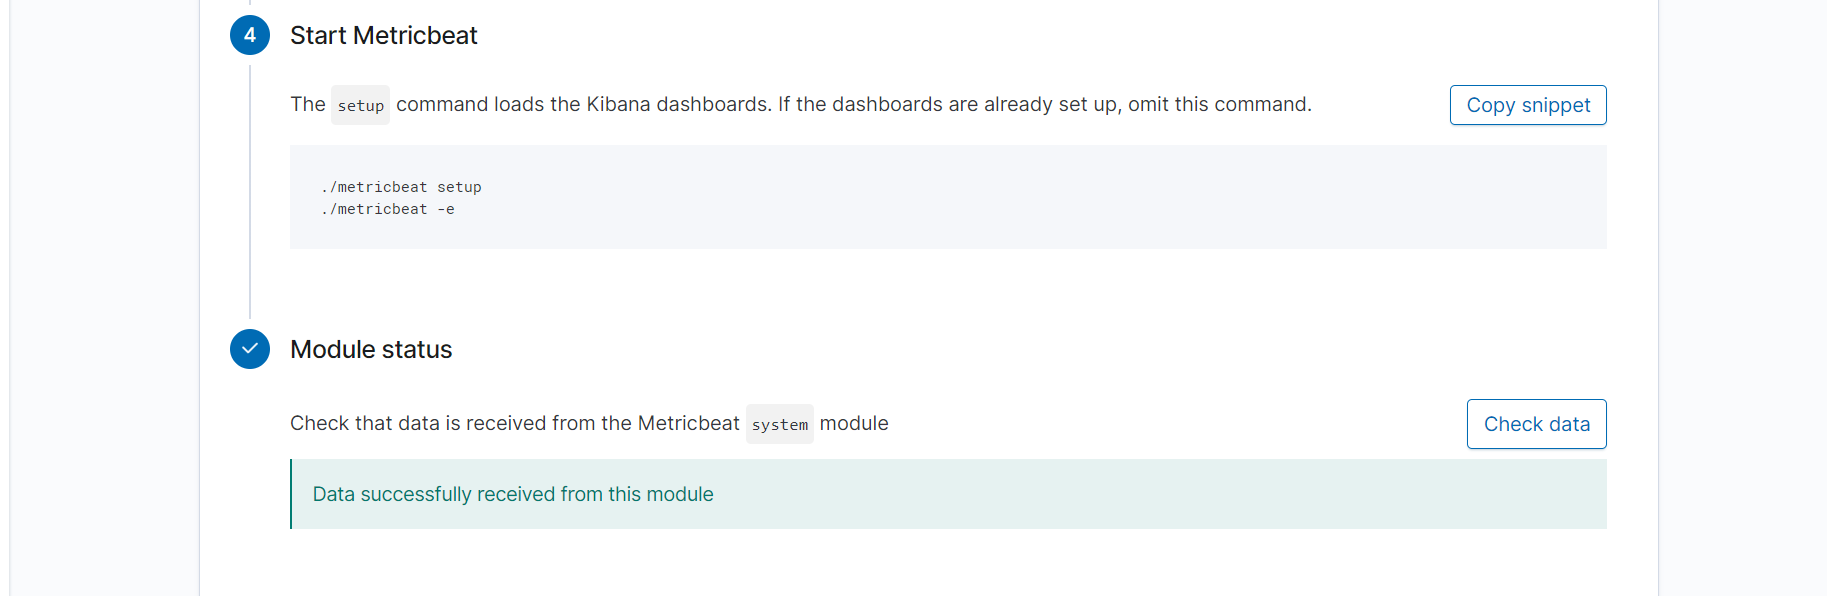 4 Start Metricbeat
The setup command loads the Kibana dashboards. If the dashboards are already set up, omit this command.
Copy snippet
./metricbeat setup
./metricbeat -e
Module status
Check that data is received from the Metricbeat system module
Check data
Data successfully received from this module